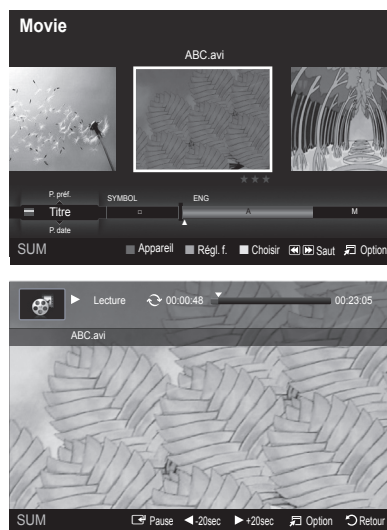 Movie
ABC.avi
★★★
P. préf.
SYMBOL ENG
Titre A M
P. date
SUM Appareil Régl. f. Choisir Saut Option
Lecture 00:00:48 00:23:05
ABC.avi
SUM Pause -20sec +20sec Option Retour